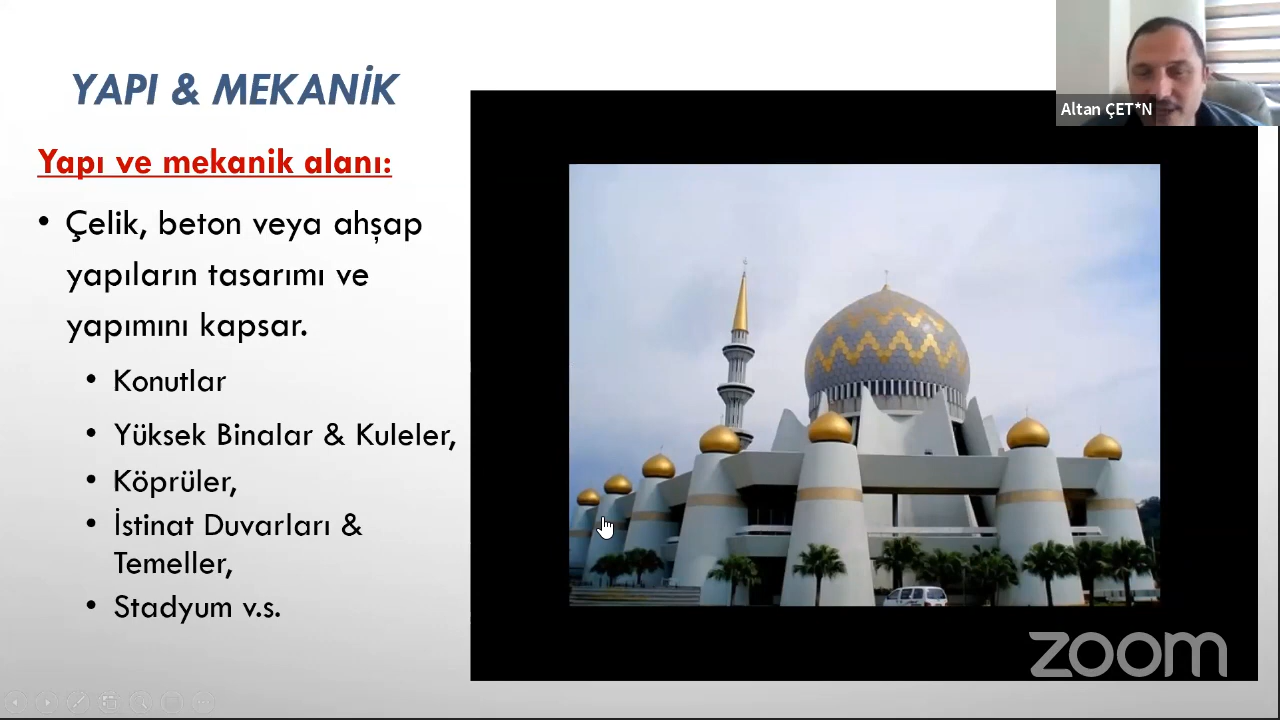 YAPI & MEKANİK
Altan ÇET*N
Yapı ve mekanik alanı:
• Çelik, beton veya ahşap
yapıların tasarımı ve
yapımını kapsar.
• Konutlar
• Yüksek Binalar & Kuleler,
• Köprüler,
• İstinat Duvarları &
Temeller,
• Stadyum v.s.
zoom